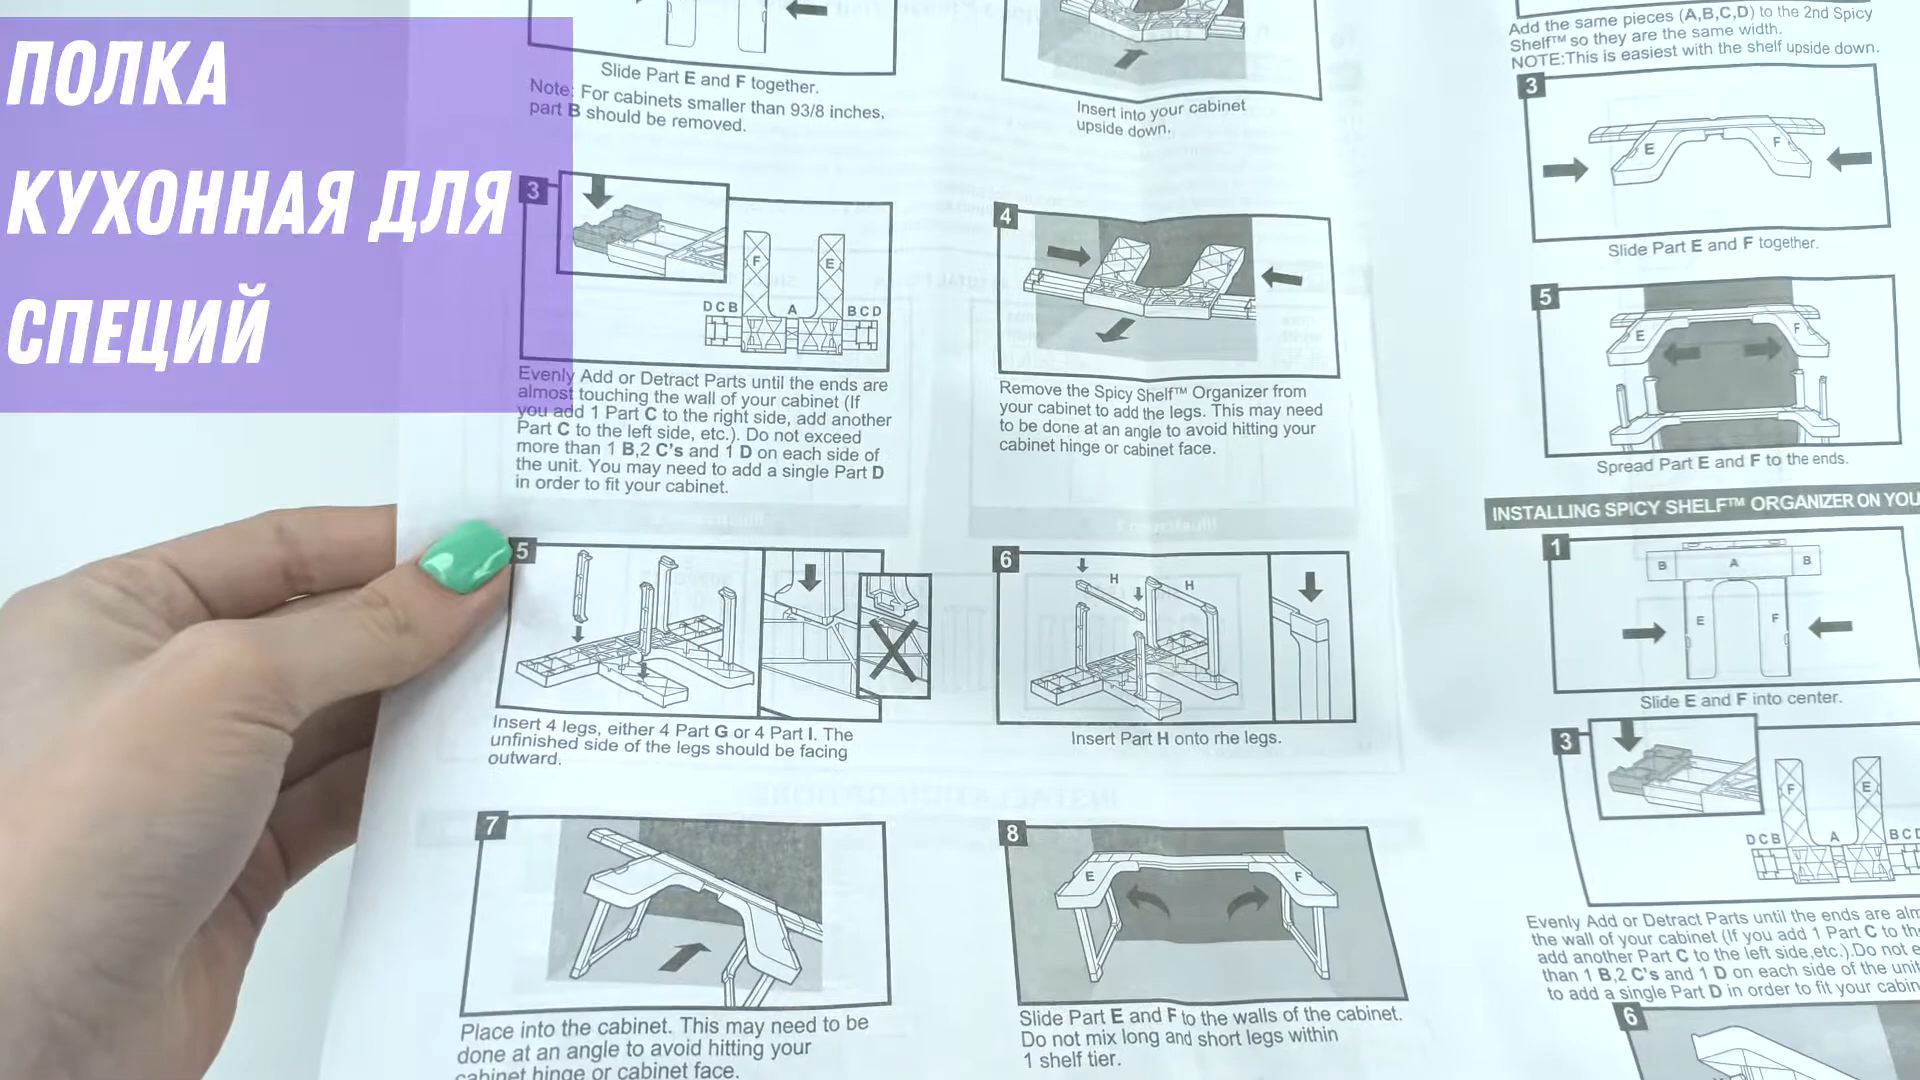 ПОЛКА
КУХОННАЯ ДЛЯ
СПЕЦИЙ
Slide Part E and F together.
Note: For cabinets smaller than 93/8 inches,
part B should be removed.
Insert into your cabinet
upside down.
3
F
E
D C B
A
B C D
Evenly Add or Detract Parts until the ends are
almost touching the wall of your cabinet (If
you add 1 Part C to the right side, add another
Part C to the left side, etc.). Do not exceed
more than 1 B,2 C's and 1 D on each side of
the unit. You may need to add a single Part D
in order to fit your cabinet.
4
Remove the Spicy Shelf™ Organizer from
your cabinet to add the legs. This may need
to be done at an angle to avoid hitting your
cabinet hinge or cabinet face.
5
Insert 4 legs, either 4 Part G or 4 Part I. The
unfinished side of the legs should be facing
outward.
6
H
H
Insert Part H onto rhe legs.
7
Place into the cabinet. This may need to be
done at an angle to avoid hitting your
cabinet hinge or cabinet face.
8
E
F
Slide Part E and F to the walls of the cabinet.
Do not mix long and short legs within
1 shelf tier.
Add the same pieces (A,B,C,D) to the 2nd Spicy
Shelf™ so they are the same width.
NOTE:This is easiest with the shelf upside down.
3
E
F
Slide Part E and F together.
5
E
F
Spread Part E and F to the ends.
INSTALLING SPICY SHELF™ ORGANIZER ON YOU
1
B
A
B
E
F
Slide E and F into center.
3
F
E
D C B
A
B C D
Evenly Add or Detract Parts until the ends are alm
the wall of your cabinet (If you add 1 Part C to th
add another Part C to the left side,etc.).Do not e
than 1 B,2 C's and 1 D on each side of the unit
to add a single Part D in order to fit your cabin
6